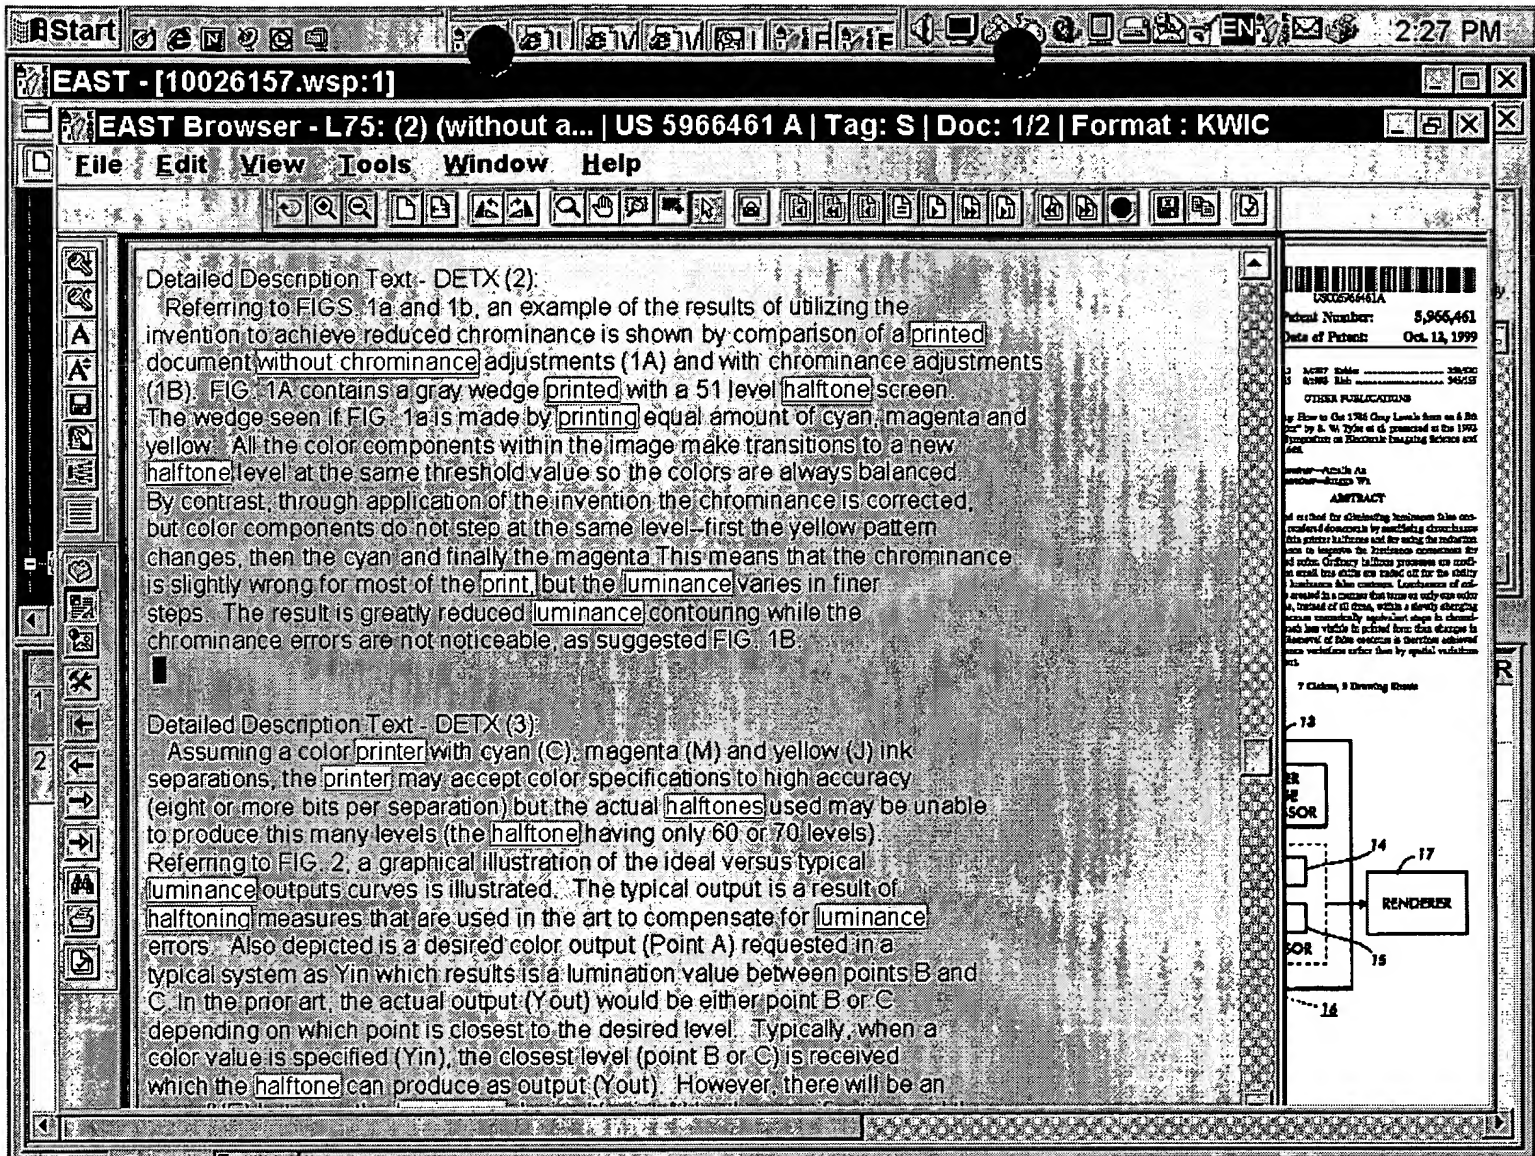 Start
EN
2:27 PM
EAST - [10026157.wsp:1]
EAST Browser - L75: (2) (without a... | US 5966461 A | Tag: S | Doc: 1/2 | Format : KWIC
File Edit View Tools Window Help
Detailed Description Text - DETX (2):
Referring to FIGS. 1a and 1b, an example of the results of utilizing the
invention to achieve reduced chrominance is shown by comparison of a printed
document without chrominance adjustments (1A) and with chrominance adjustments
(1B). FIG. 1A contains a gray wedge printed with a 51 level halftone screen.
The wedge seen if FIG. 1a is made by printing equal amount of cyan, magenta and
yellow. All the color components within the image make transitions to a new
halftone level at the same threshold value so the colors are always balanced.
By contrast, through application of the invention the chrominance is corrected,
but color components do not step at the same level--first the yellow pattern
changes, then the cyan and finally the magenta This means that the chrominance
is slightly wrong for most of the print, but the luminance varies in finer
steps. The result is greatly reduced luminance contouring while the
chrominance errors are not noticeable, as suggested FIG. 1B.
Detailed Description Text - DETX (3):
Assuming a color printer with cyan (C), magenta (M) and yellow (J) ink
separations, the printer may accept color specifications to high accuracy
(eight or more bits per separation) but the actual halftones used may be unable
to produce this many levels (the halftone having only 60 or 70 levels).
Referring to FIG. 2, a graphical illustration of the ideal versus typical
luminance outputs curves is illustrated. The typical output is a result of
halftoning measures that are used in the art to compensate for luminance
errors. Also depicted is a desired color output (Point A) requested in a
typical system as Yin which results is a lumination value between points B and
C. In the prior art, the actual output (Yout) would be either point B or C
depending on which point is closest to the desired level. Typically, when a
color value is specified (Yin), the closest level (point B or C) is received
which the halftone can produce as output (Yout). However, there will be an
1
2
R
USC05966461A
Patent Number: 5,966,461
Date of Patent: Oct. 12, 1999
OTHER PUBLICATIONS
ABSTRACT
7 Claims, 9 Drawing Sheets
13
SSOR
14
17
RENDERER
SOR
15
16